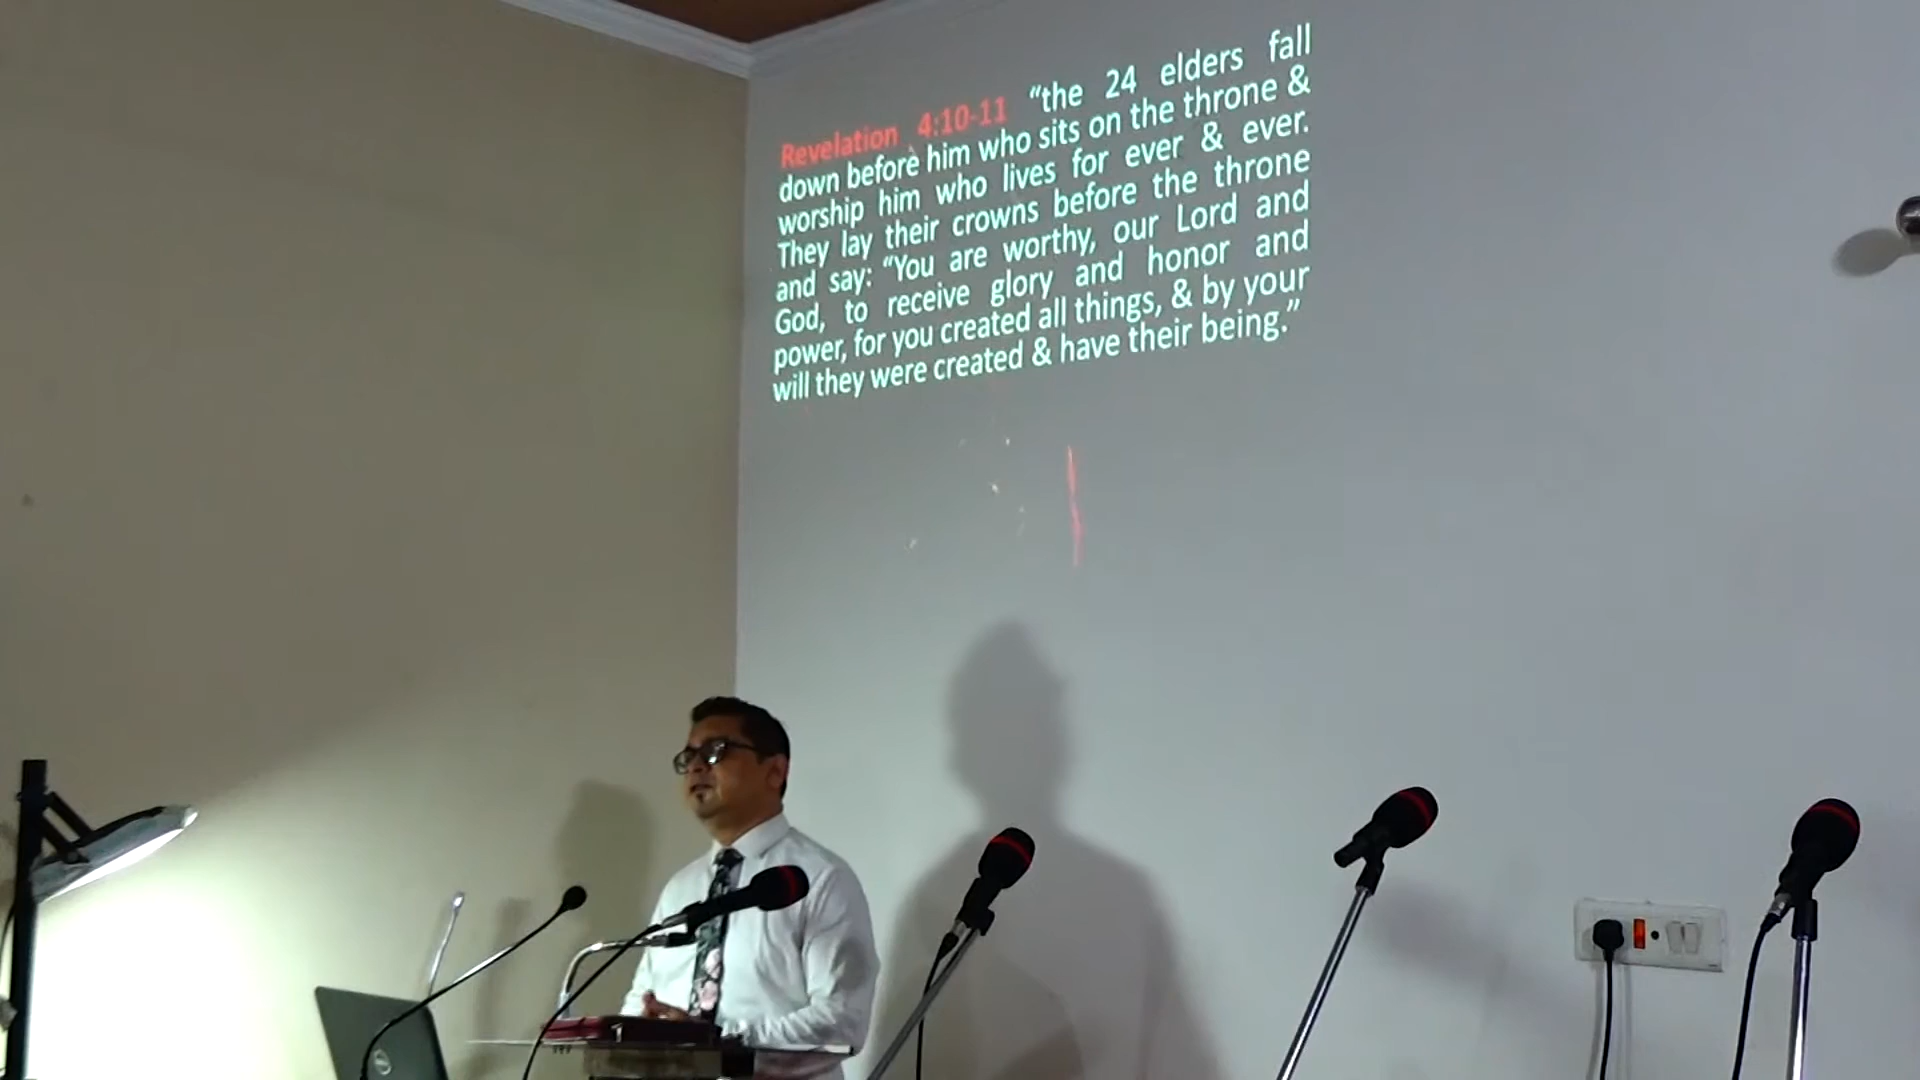 Revelation 4:10-11 “the 24 elders fall
down before him who sits on the throne &
worship him who lives for ever & ever.
They lay their crowns before the throne
and say: “You are worthy, our Lord and
God, to receive glory and honor and
power, for you created all things, & by your
will they were created & have their being.”